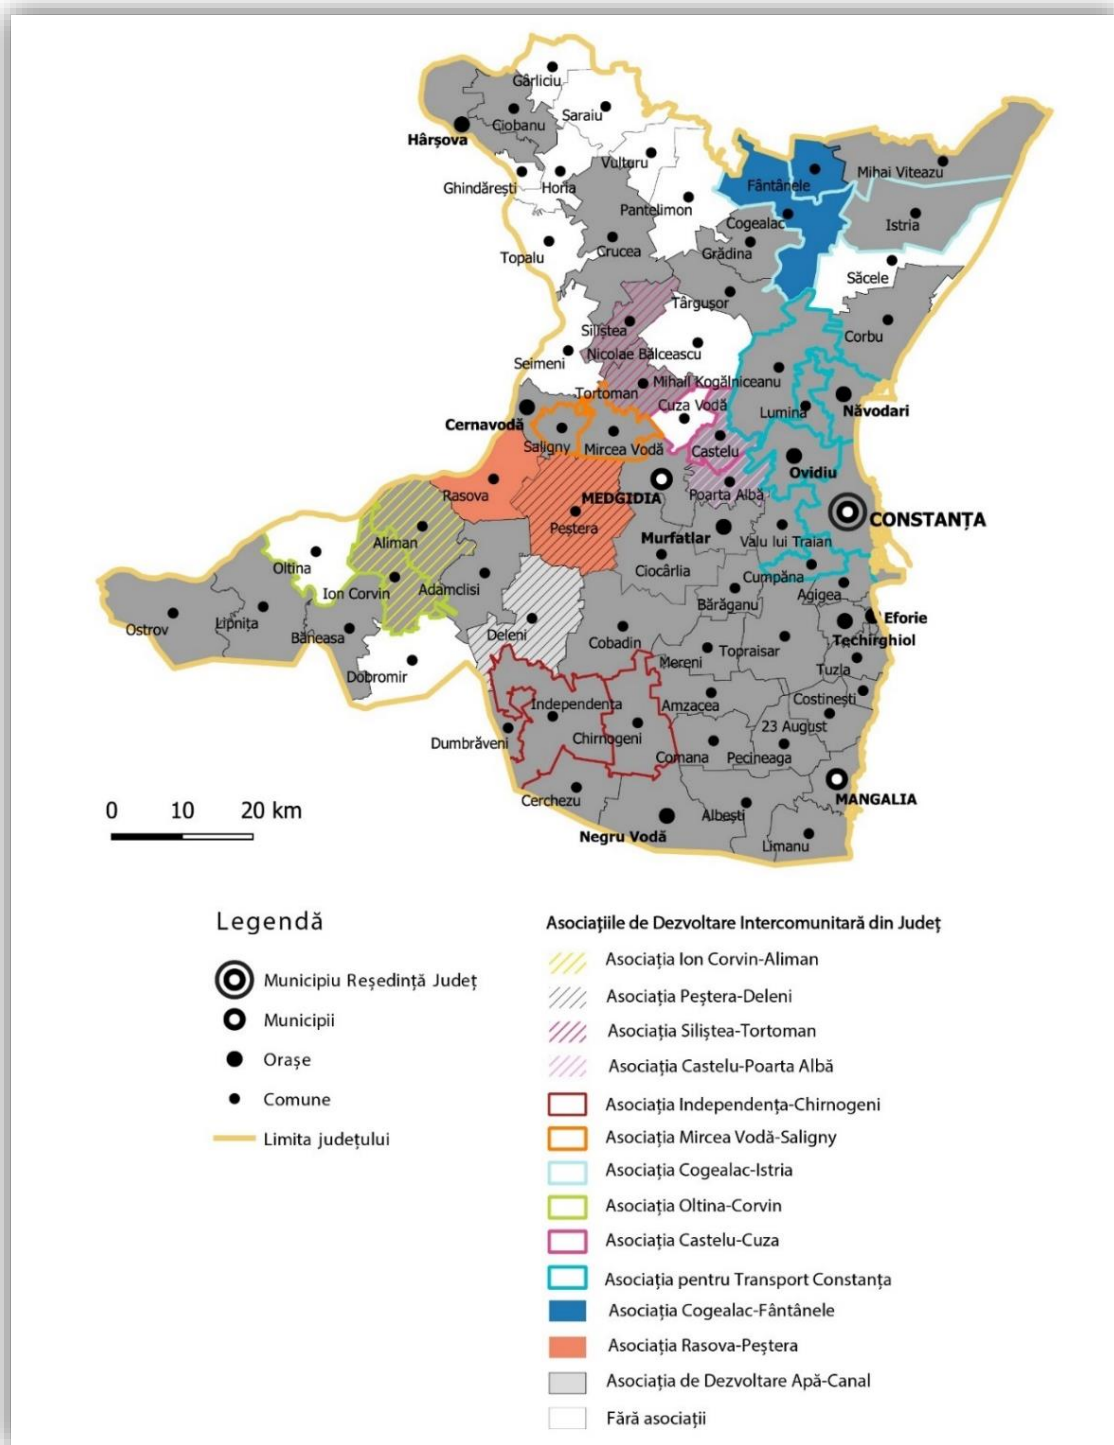 Gârliciu
Saraiu
Ciobanu
Hârșova
Vulturu
Ghindărești
Horia
Pantelimon
Fântânele
Mihai Viteazu
Cogealac
Istria
Topalu
Crucea
Grădina
Săcele
Târgușor
Siliștea
Corbu
Seimeni
Nicolae Bălcescu
Mihail Kogălniceanu
Tortoman
Cuza Vodă
Lumina
Năvodari
Cernavodă
Saligny
Mircea Vodă
Castelu
Ovidiu
Rasova
MEDGIDIA
Poarta Albă
Peștera
CONSTANȚA
Aliman
Murfatlar
Valu lui Traian
Oltina
Ciocârlia
Cumpăna
Ion Corvin
Adamclisi
Agigea
Bărăganu
Ostrov
Lipnița
Eforie
Băneasa
Deleni
Cobadin
Techirghiol
Topraisar
Mereni
Tuzla
Dobromir
Costinești
Independența
Amzacea
23 August
Dumbrăveni
Chirnogeni
Comana
Pecineaga
Cerchezu
MANGALIA
Albești
Negru Vodă
Limanu
0 10 20 km
Legendă
Municipiu Reședință Județ
Municipii
Orașe
Comune
Limita județului
Asociațiile de Dezvoltare Intercomunitară din Județ
Asociația Ion Corvin-Aliman
Asociația Peștera-Deleni
Asociația Siliștea-Tortoman
Asociația Castelu-Poarta Albă
Asociația Independența-Chirnogeni
Asociația Mircea Vodă-Saligny
Asociația Cogealac-Istria
Asociația Oltina-Corvin
Asociația Castelu-Cuza
Asociația pentru Transport Constanța
Asociația Cogealac-Fântânele
Asociația Rasova-Peștera
Asociația de Dezvoltare Apă-Canal
Fără asociații